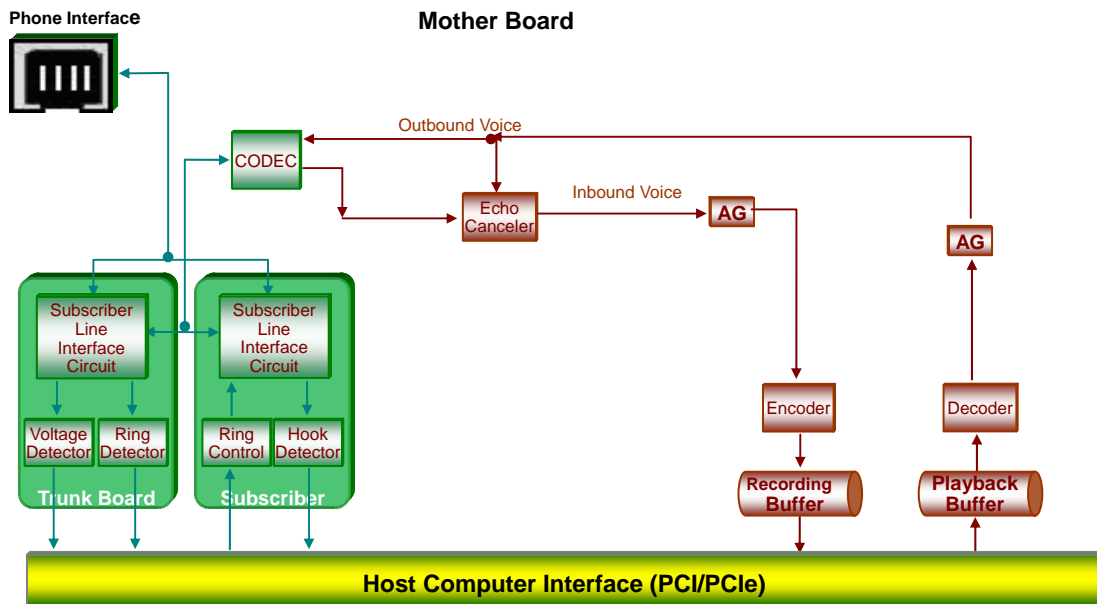 Phone Interface
Mother Board
Outbound Voice
CODEC
Inbound Voice
Echo
Canceler
AG
AG
Subscriber
Line
Interface
Circuit
Subscriber
Line
Interface
Circuit
Voltage
Detector
Ring
Detector
Ring
Control
Hook
Detector
Trunk Board
Subscriber
Encoder
Decoder
Recording
Buffer
Playback
Buffer
Host Computer Interface (PCI/PCIe)